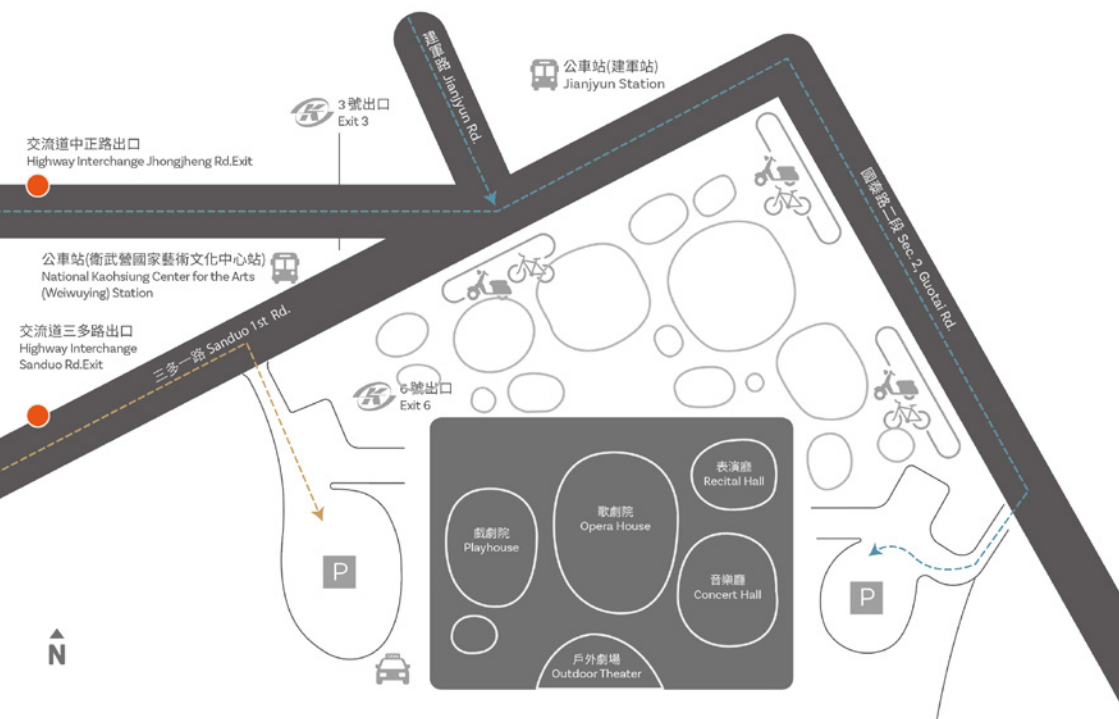 建軍路 Jianjyun Rd.
公車站(建軍站)
Jianjyun Station
3 號出口
Exit 3
交流道中正路出口
Highway Interchange Jhongjheng Rd.Exit
公車站(衛武營國家藝術文化中心站)
National Kaohsiung Center for the Arts
(Weiwuying) Station
國泰路二段 Sec. 2, Guotai Rd.
三多一路 Sanduo 1st Rd.
交流道三多路出口
Highway Interchange
Sanduo Rd.Exit
6 號出口
Exit 6
表演廳
Recital Hall
歌劇院
Opera House
戲劇院
Playhouse
音樂廳
Concert Hall
P
P
戶外劇場
Outdoor Theater
N